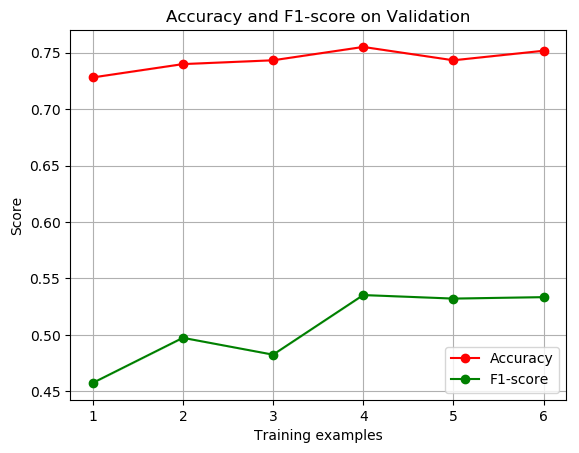 Accuracy and F1-score on Validation
Score
0.75
0.70
0.65
0.60
0.55
0.50
0.45
1 2 3 4 5 6
Training examples
Accuracy
F1-score